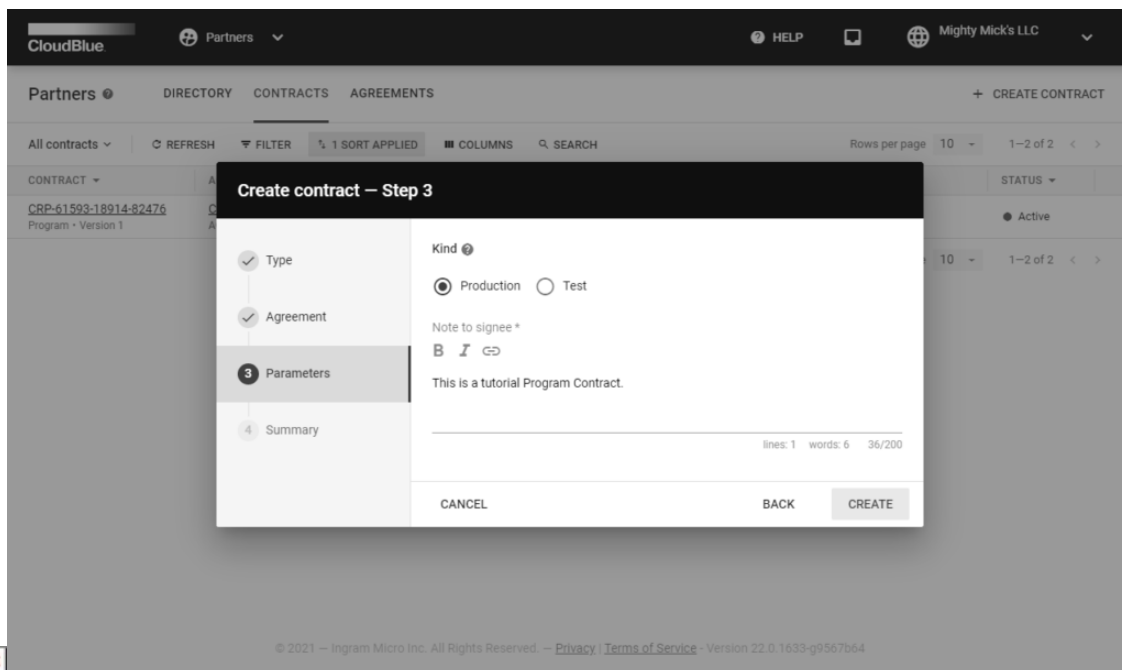 CloudBlue
Partners
HELP
Mighty Mick's LLC
Partners
DIRECTORY CONTRACTS AGREEMENTS
+ CREATE CONTRACT
All contracts
REFRESH
FILTER
1 SORT APPLIED
COLUMNS
SEARCH
Rows per page 10
1—2 of 2
CONTRACT
A
STATUS
CRP-61593-18914-82476
C
Program • Version 1
A
Active
10
1—2 of 2
Create contract — Step 3
Type
Agreement
3 Parameters
4 Summary
Kind
Production Test
Note to signee *
B I
This is a tutorial Program Contract.
lines: 1 words: 6 36/200
CANCEL BACK CREATE
© 2021 — Ingram Micro Inc. All Rights Reserved. — Privacy | Terms of Service - Version 22.0.1633-g9567b64